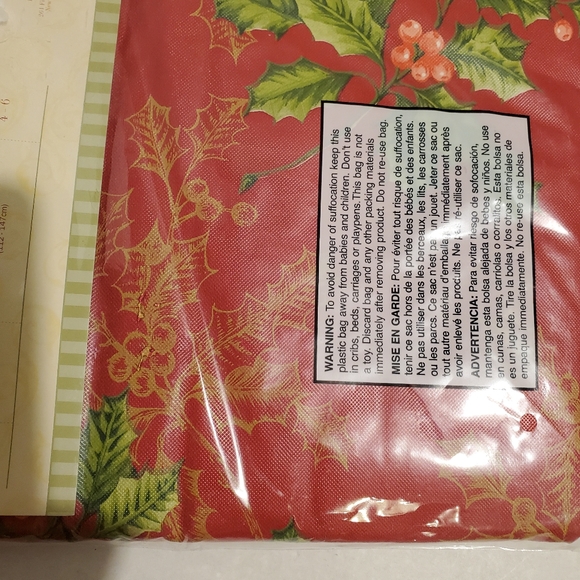 WARNING: To avoid danger of suffocation keep this
plastic bag away from babies and children. Don't use
in cribs, beds, carriages or playpens.This bag is not
a toy. Discard bag and any other packing materials
immediately after removing product. Do not re-use bag.
MISE EN GARDE: Pour éviter tout risque de suffocation,
tenir ce sac hors de la portée des bébés et des enfants.
Ne pas utiliser dans les berceaux, les lits, les carrosses
ou les parcs. Ce sac n'est pas un jouet. Jeter ce sac ou
tout autre matériau d'emballa immédiatement après
avoir enlevé les produits. Ne pas ré-utiliser ce sac.
ADVERTENCIA: Para evitar riesgo de sofocación,
mantenga esta bolsa alejada de bebes y niños. No use
en cunas, camas, carriolas o corralitos. Esta bolsa no
es un juguete. Tire la bolsa y los otros materiales de
empaque immediatamente. No re-use esta bolsa.